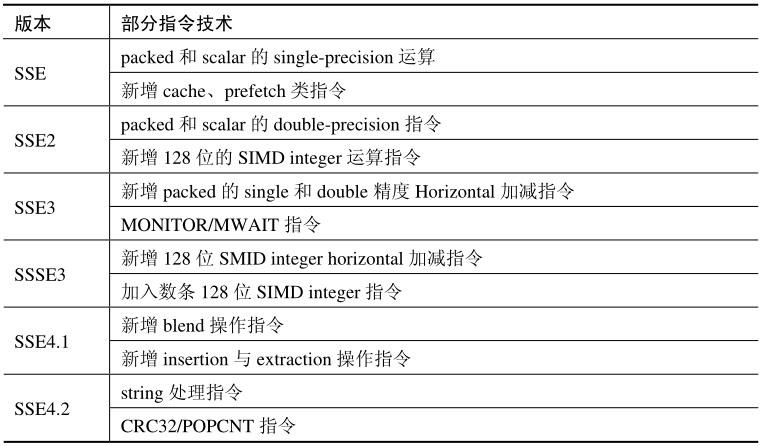 版本 部分指令技术
SSE packed 和 scalar 的 single-precision 运算
新增 cache、prefetch 类指令
SSE2 packed 和 scalar 的 double-precision 指令
新增 128 位的 SIMD integer 运算指令
SSE3 新增 packed 的 single 和 double 精度 Horizontal 加减指令
MONITOR/MWAIT 指令
SSSE3 新增 128 位 SMID integer horizontal 加减指令
加入数条 128 位 SIMD integer 指令
SSE4.1 新增 blend 操作指令
新增 insertion 与 extraction 操作指令
SSE4.2 string 处理指令
CRC32/POPCNT 指令